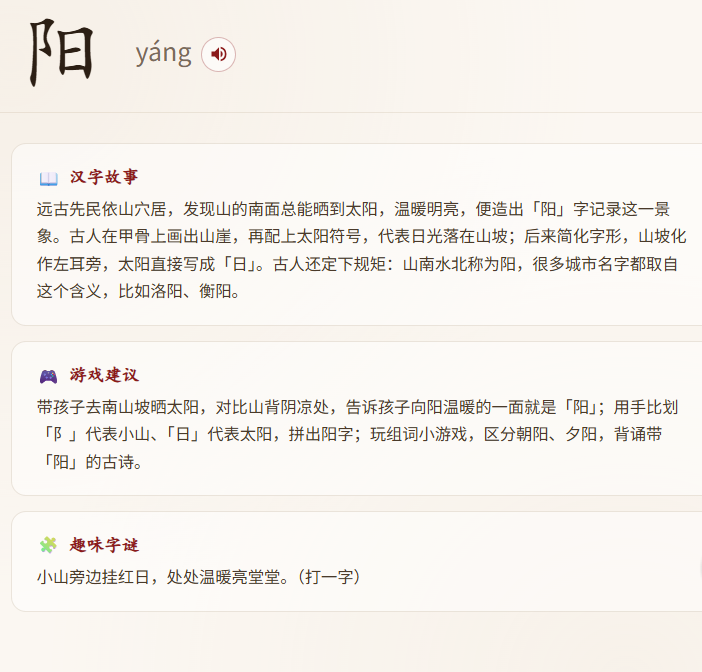 阳 yáng
汉字故事
远古先民依山穴居，发现山的南面总能晒到太阳，温暖明亮，便造出「阳」字记录这一景
象。古人在甲骨上画出山崖，再配上太阳符号，代表日光落在山坡；后来简化字形，山坡化
作左耳旁，太阳直接写成「日」。古人还定下规矩：山南水北称为阳，很多城市名字都取自
这个含义，比如洛阳、衡阳。
游戏建议
带孩子去南山坡晒太阳，对比山背阴凉处，告诉孩子向阳温暖的一面就是「阳」；用手比划
「阝」代表小山、「日」代表太阳，拼出阳字；玩组词小游戏，区分朝阳、夕阳，背诵带
「阳」的古诗。
趣味字谜
小山旁边挂红日，处处温暖亮堂堂。（打一字）